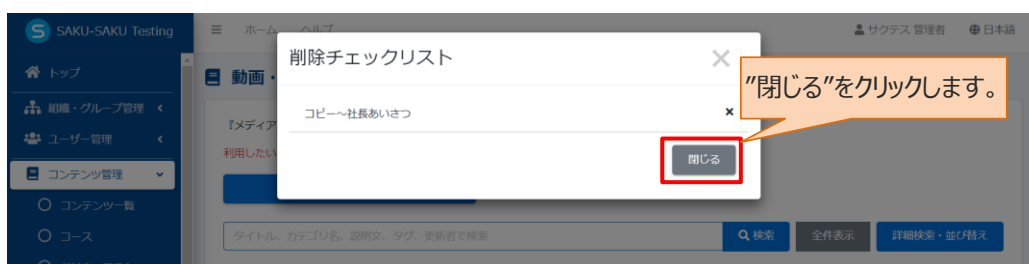 SAKU-SAKU Testing
ホーム ヘルプ
サクテス 管理者
日本語
トップ
組織・グループ管理
ユーザー管理
コンテンツ管理
コンテンツ一覧
コース
動画・
『メディア
利用したい
削除チェックリスト
コピー～社長あいさつ
閉じる
”閉じる”をクリックします。
タイトル、カテゴリ名、説明文、タグ、更新者で検索
検索
全件表示
詳細検索・並び替え